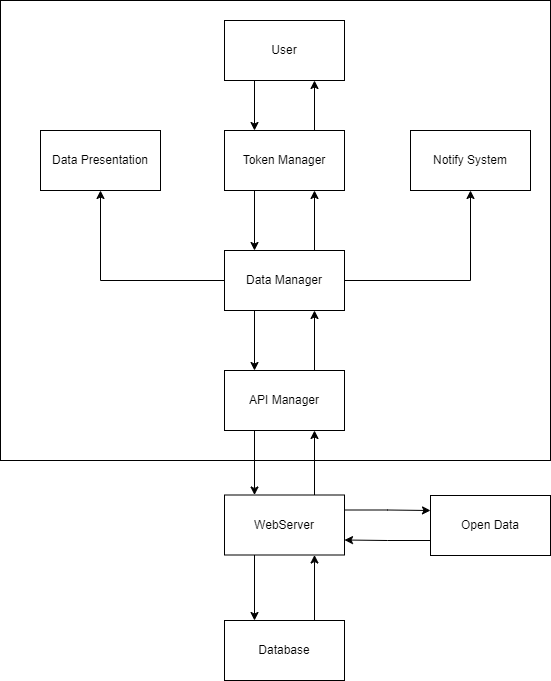 User
Data Presentation
Token Manager
Notify System
Data Manager
API Manager
WebServer
Open Data
Database